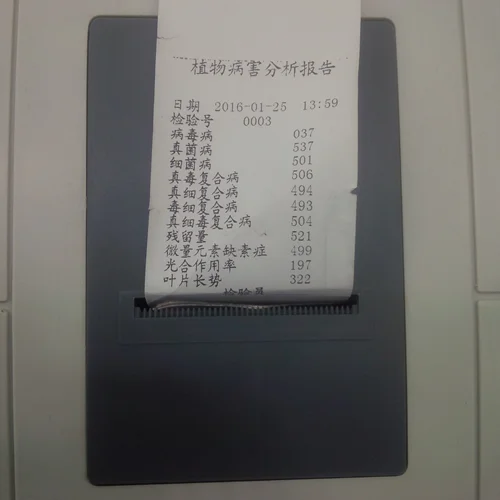 植物病害分析报告
日期 2016-01-25 13:59
检验号 0003
病毒病 037
真菌病 537
细菌病 501
真毒复合病 506
真细复合病 494
毒细复合病 493
真细毒复合病 504
残留量 521
微量元素缺素症 499
光合作用率 197
叶片长势 322
检验员